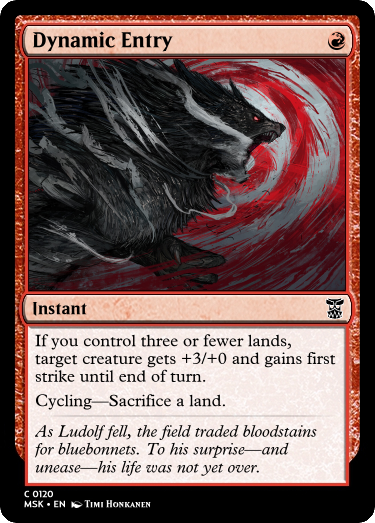 Dynamic Entry
Instant
If you control three or fewer lands,
target creature gets +3/+0 and gains first
strike until end of turn.
Cycling—Sacrifice a land.
As Ludolf fell, the field traded bloodstains
for bluebonnets. To his surprise—and
unease—his life was not yet over.
C 0120
MSK • EN Timi Honkanen